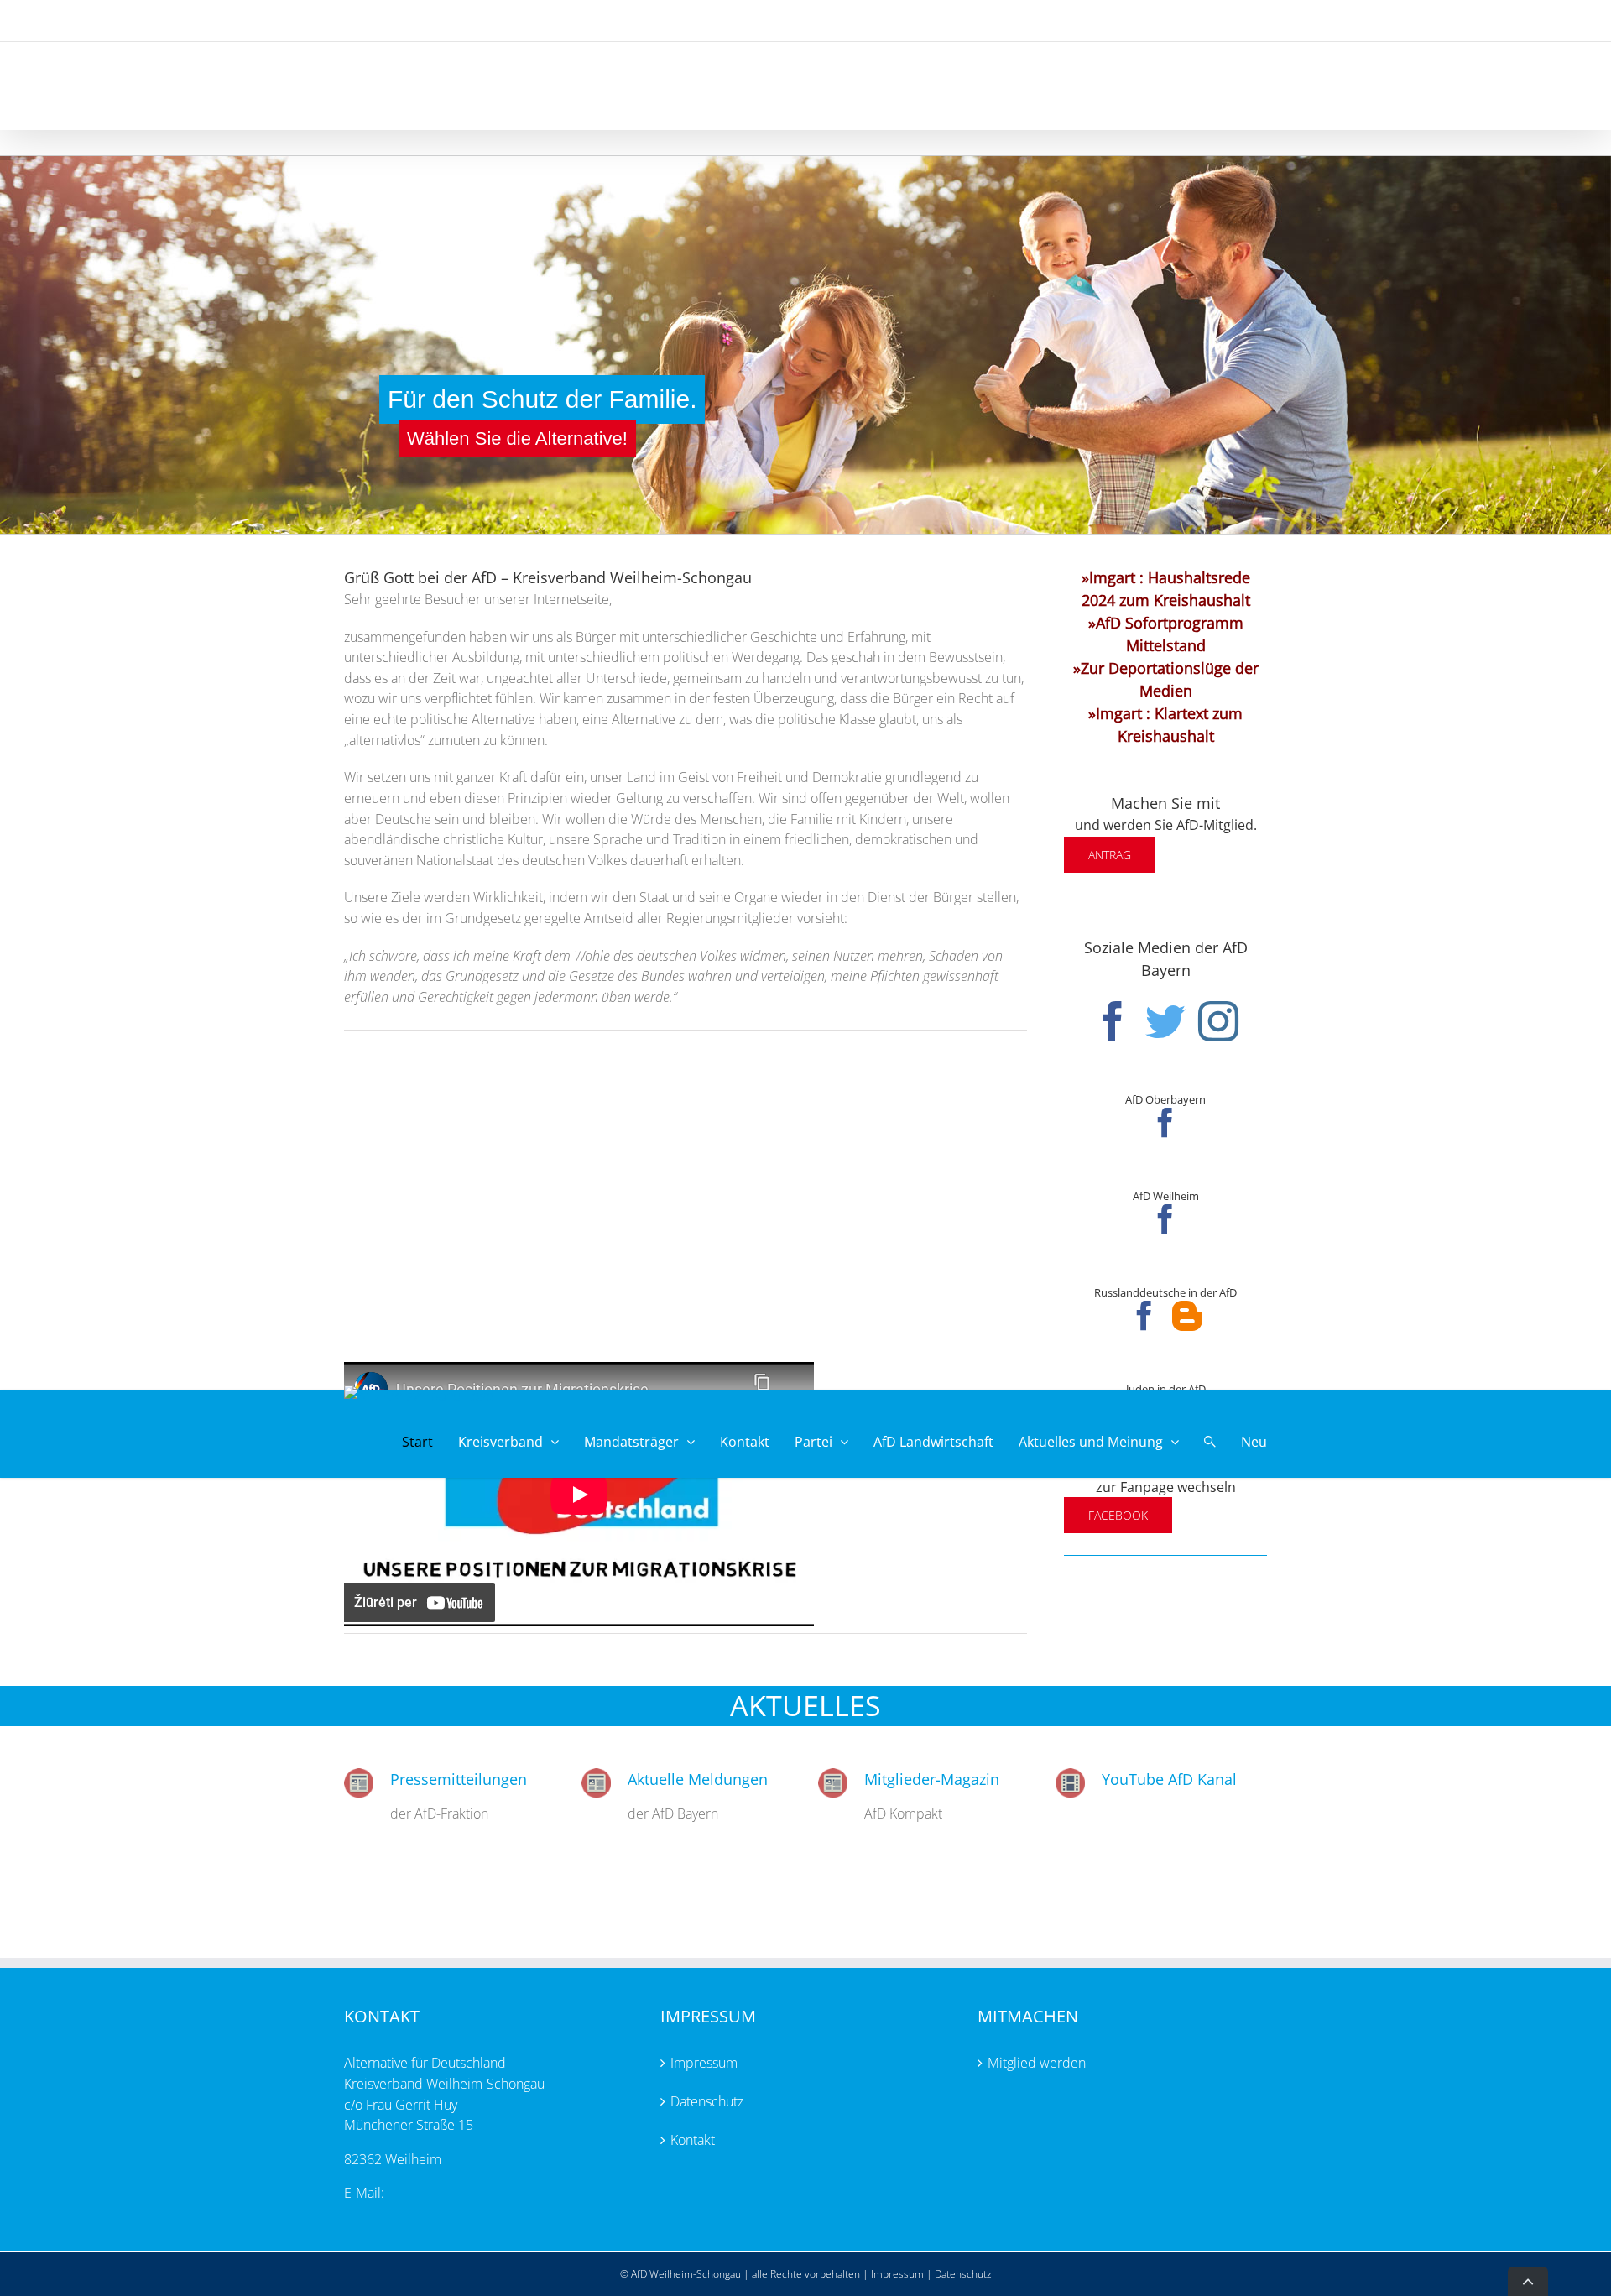 Für den Schutz der Familie.
Wählen Sie die Alternative!
Grüß Gott bei der AfD – Kreisverband Weilheim-Schongau
Sehr geehrte Besucher unserer Internetseite,
zusammengefunden haben wir uns als Bürger mit unterschiedlicher Geschichte und Erfahrung, mit
unterschiedlicher Ausbildung, mit unterschiedlichem politischen Werdegang. Das geschah in dem Bewusstsein,
dass es an der Zeit war, ungeachtet aller Unterschiede, gemeinsam zu handeln und verantwortungsbewusst zu tun,
wozu wir uns verpflichtet fühlen. Wir kamen zusammen in der festen Überzeugung, dass die Bürger ein Recht auf
eine echte politische Alternative haben, eine Alternative zu dem, was die politische Klasse glaubt, uns als
„alternativlos“ zumuten zu können.
Wir setzen uns mit ganzer Kraft dafür ein, unser Land im Geist von Freiheit und Demokratie grundlegend zu
erneuern und eben diesen Prinzipien wieder Geltung zu verschaffen. Wir sind offen gegenüber der Welt, wollen
aber Deutsche sein und bleiben. Wir wollen die Würde des Menschen, die Familie mit Kindern, unsere
abendländische christliche Kultur, unsere Sprache und Tradition in einem friedlichen, demokratischen und
souveränen Nationalstaat des deutschen Volkes dauerhaft erhalten.
Unsere Ziele werden Wirklichkeit, indem wir den Staat und seine Organe wieder in den Dienst der Bürger stellen,
so wie es der im Grundgesetz geregelte Amtseid aller Regierungsmitglieder vorsieht:
„Ich schwöre, dass ich meine Kraft dem Wohle des deutschen Volkes widmen, seinen Nutzen mehren, Schaden von
ihm wenden, das Grundgesetz und die Gesetze des Bundes wahren und verteidigen, meine Pflichten gewissenhaft
erfüllen und Gerechtigkeit gegen jedermann üben werde.“
»Imgart : Haushaltsrede
2024 zum Kreishaushalt
»AfD Sofortprogramm
Mittelstand
»Zur Deportationslüge der
Medien
»Imgart : Klartext zum
Kreishaushalt
Machen Sie mit
und werden Sie AfD-Mitglied.
ANTRAG
Soziale Medien der AfD
Bayern
AfD Oberbayern
AfD Weilheim
Russlanddeutsche in der AfD
Juden in der AfD
AfD
Unsere Positionen zur Migrationskrise
Start
Kreisverband
Mandatsträger
Kontakt
Partei
AfD Landwirtschaft
Aktuelles und Meinung
Neu
zur Fanpage wechseln
FACEBOOK
Deutschland
UNSERE POSITIONEN ZUR MIGRATIONSKRISE
Žiūrėti per YouTube
AKTUELLES
Pressemitteilungen
der AfD-Fraktion
Aktuelle Meldungen
der AfD Bayern
Mitglieder-Magazin
AfD Kompakt
YouTube AfD Kanal
KONTAKT
Alternative für Deutschland
Kreisverband Weilheim-Schongau
c/o Frau Gerrit Huy
Münchener Straße 15
82362 Weilheim
E-Mail:
IMPRESSUM
Impressum
Datenschutz
Kontakt
MITMACHEN
Mitglied werden
© AfD Weilheim-Schongau | alle Rechte vorbehalten | Impressum | Datenschutz